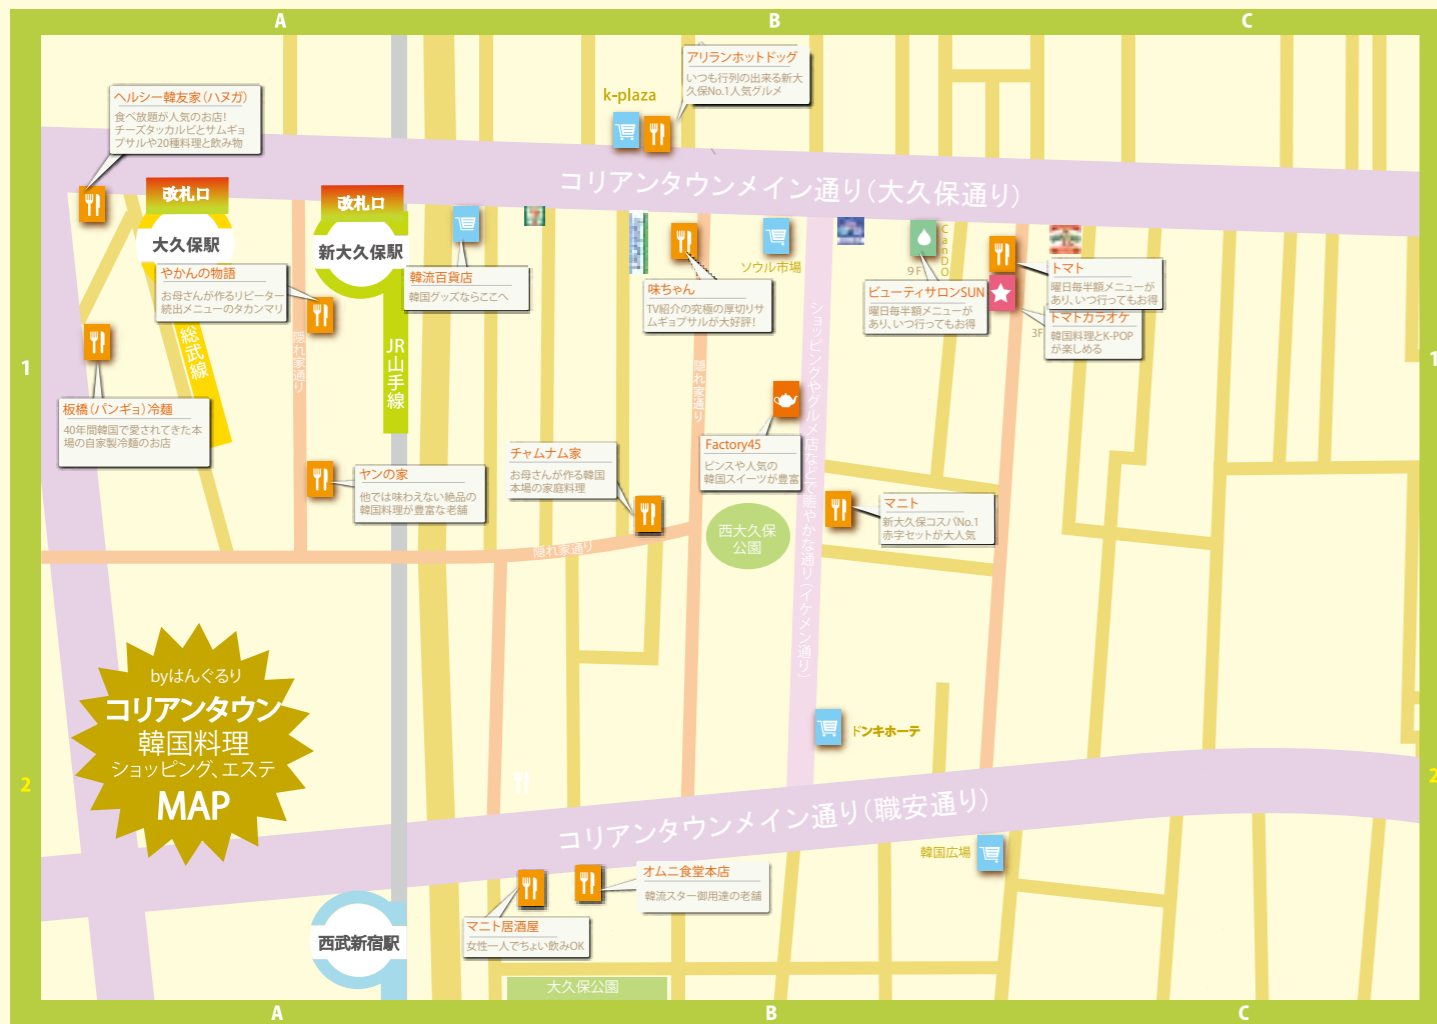 A
B
C
アリランホットドッグ
いつも行列の出来る新大
久保No.1人気グルメ
k-plaza
ヘルシー韓友家(ハヌガ)
食べ放題が人気のお店!
チーズタッカルビとサムギョ
プサルや20種料理と飲み物
コリアンタウンメイン通り(大久保通り)
改札口
大久保駅
改札口
新大久保駅
やかんの物語
お母さんが作るリピーター
続出メニューのタカンマリ
韓流百貨店
韓国グッズならここへ
味ちゃん
TV紹介の究極の厚切りサ
ムギョプサルが大好評!
ソウル市場
CanDO
9F
ビューティサロンSUN
曜日毎半額メニューが
あり、いつ行ってもお得
トマト
曜日毎半額メニューが
あり、いつ行ってもお得
トマトカラオケ
3F
韓国料理とK-POP
が楽しめる
総武線
隠れ家通り
JR山手線
隠れ家通り
ショッピングやグルメ店などで賑やかな通り(イケメン通り)
1
1
板橋(パンギョ)冷麺
40年間韓国で愛されてきた本
場の自家製冷麺のお店
ヤンの家
他では味わえない絶品の
韓国料理が豊富な老舗
チャムナム家
お母さんが作る韓国
本場の家庭料理
Factory45
ピンスや人気の
韓国スイーツが豊富
マニト
新大久保コスパNo.1
赤字セットが大人気
西大久保
公園
隠れ家通り
byはんぐるり
コリアンタウン
韓国料理
ショッピング、エステ
MAP
ドンキホーテ
2
2
コリアンタウンメイン通り(職安通り)
韓国広場
オムニ食堂本店
韓流スター御用達の老舗
マニト居酒屋
女性一人でちょい飲みOK
西武新宿駅
大久保公園
A
B
C